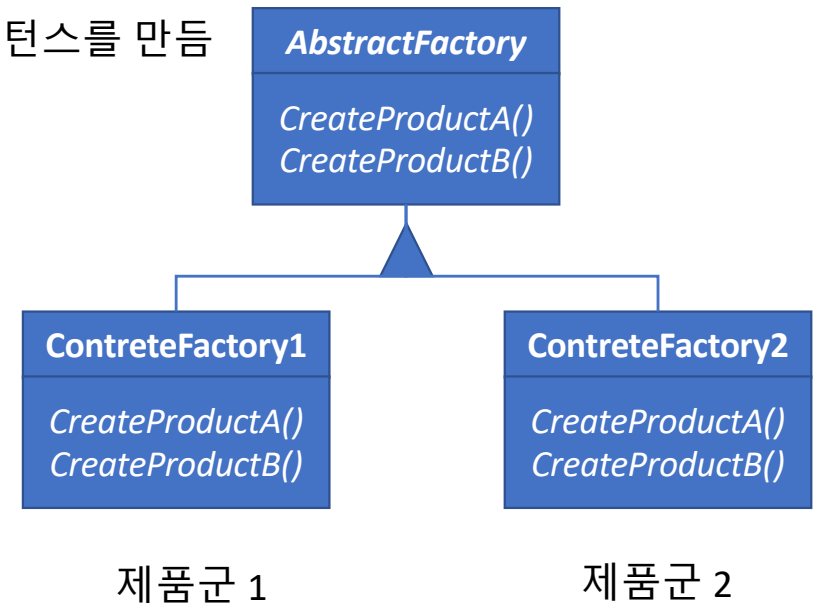 턴스를 만듬
AbstractFactory
CreateProductA()
CreateProductB()
ContreteFactory1
CreateProductA()
CreateProductB()
ContreteFactory2
CreateProductA()
CreateProductB()
제품군 1
제품군 2